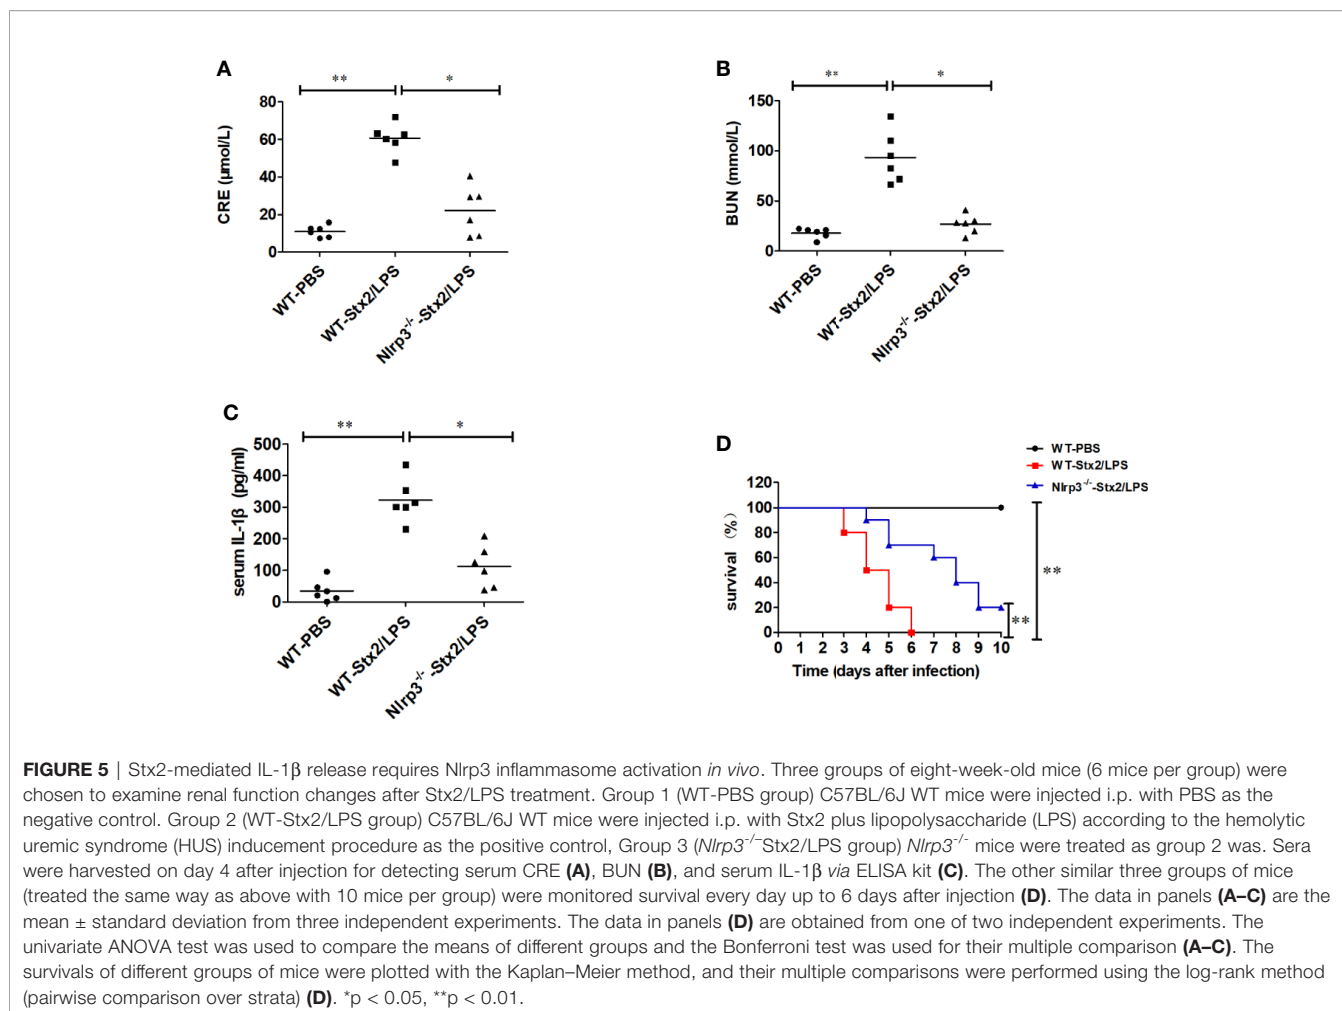 A
** *
CRE (μmol/L)
80
60
40
20
0
WT-PBS
WT-Stx2/LPS
Nlrp3-/--Stx2/LPS
B
** *
BUN (mmol/L)
150
100
50
0
WT-PBS
WT-Stx2/LPS
Nlrp3-/--Stx2/LPS
C
** *
serum IL-1β (pg/ml)
500
400
300
200
100
0
WT-PBS
WT-Stx2/LPS
Nlrp3-/--Stx2/LPS
D
WT-PBS
WT-Stx2/LPS
Nlrp3-/--Stx2/LPS
survival (%)
120
100
80
60
40
20
0
0 1 2 3 4 5 6 7 8 9 10
Time (days after infection)
**
**
FIGURE 5 | Stx2-mediated IL-1β release requires Nlrp3 inflammasome activation in vivo. Three groups of eight-week-old mice (6 mice per group) were
chosen to examine renal function changes after Stx2/LPS treatment. Group 1 (WT-PBS group) C57BL/6J WT mice were injected i.p. with PBS as the
negative control. Group 2 (WT-Stx2/LPS group) C57BL/6J WT mice were injected i.p. with Stx2 plus lipopolysaccharide (LPS) according to the hemolytic
uremic syndrome (HUS) inducement procedure as the positive control, Group 3 (Nlrp3-/-Stx2/LPS group) Nlrp3-/- mice were treated as group 2 was. Sera
were harvested on day 4 after injection for detecting serum CRE (A), BUN (B), and serum IL-1β via ELISA kit (C). The other similar three groups of mice
(treated the same way as above with 10 mice per group) were monitored survival every day up to 6 days after injection (D). The data in panels (A–C) are the
mean ± standard deviation from three independent experiments. The data in panels (D) are obtained from one of two independent experiments. The
univariate ANOVA test was used to compare the means of different groups and the Bonferroni test was used for their multiple comparison (A–C). The
survivals of different groups of mice were plotted with the Kaplan–Meier method, and their multiple comparisons were performed using the log-rank method
(pairwise comparison over strata) (D). *p < 0.05, **p < 0.01.